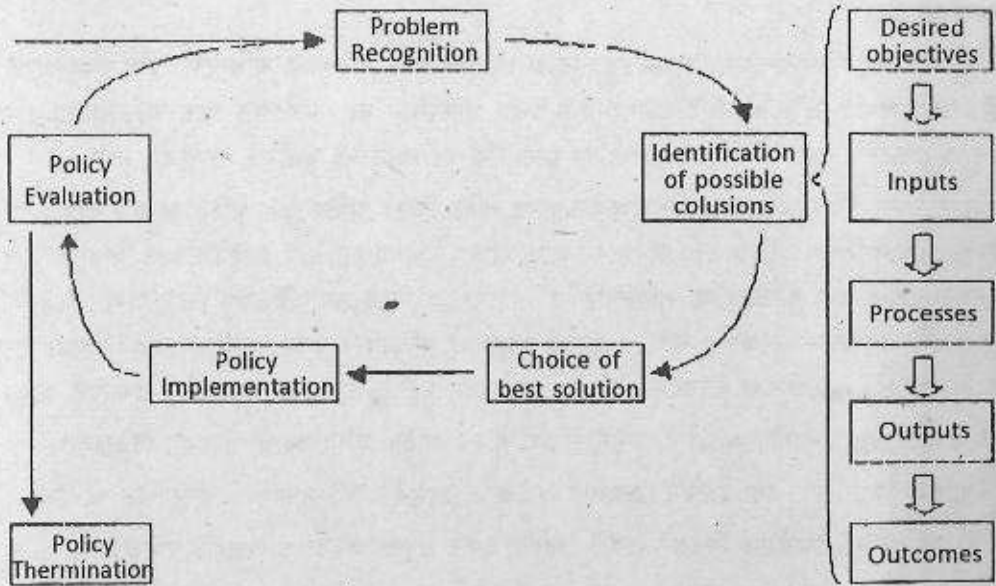 Problem
Recognition
Desired
objectives
Policy
Evaluation
Identification
of possible
colusions
Inputs
Processes
Policy
Implementation
Choice of
best solution
Outputs
Policy
Thermination
Outcomes